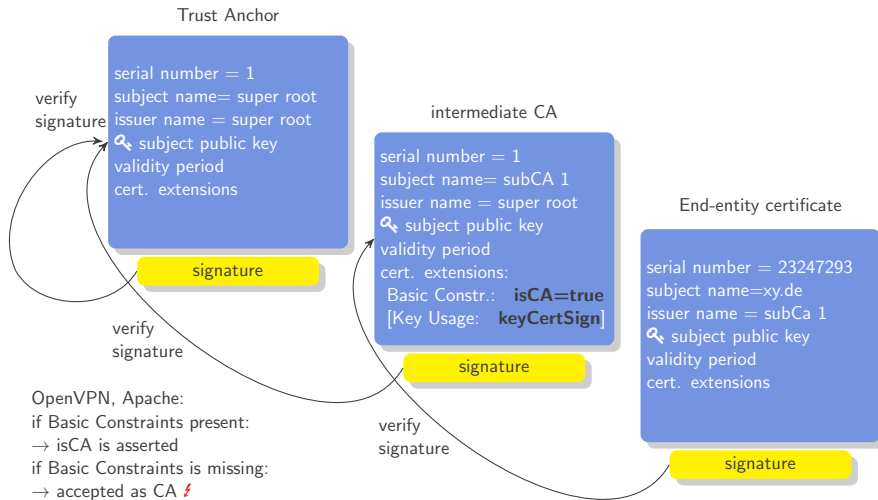 Trust Anchor
serial number = 1
subject name= super root
issuer name = super root
subject public key
validity period
cert. extensions
signature
verify
signature
intermediate CA
serial number = 1
subject name= subCA 1
issuer name = super root
subject public key
validity period
cert. extensions:
Basic Constr.: isCA=true
[Key Usage: keyCertSign]
signature
verify
signature
End-entity certificate
serial number = 23247293
subject name=xy.de
issuer name = subCa 1
subject public key
validity period
cert. extensions
signature
verify
signature
OpenVPN, Apache:
if Basic Constraints present:
→ isCA is asserted
if Basic Constraints is missing:
→ accepted as CA